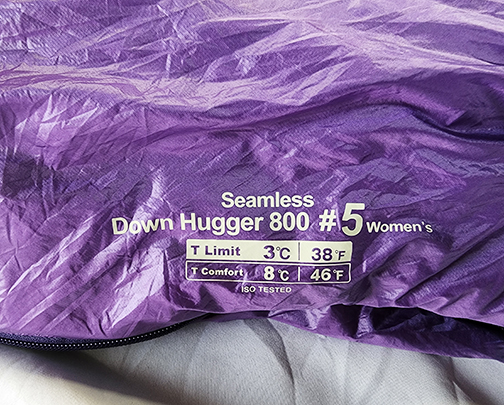 Seamless
Down Hugger 800 #5 Women's
T Limit 3°C 38°F
T Comfort 8°C 46°F
ISO TESTED